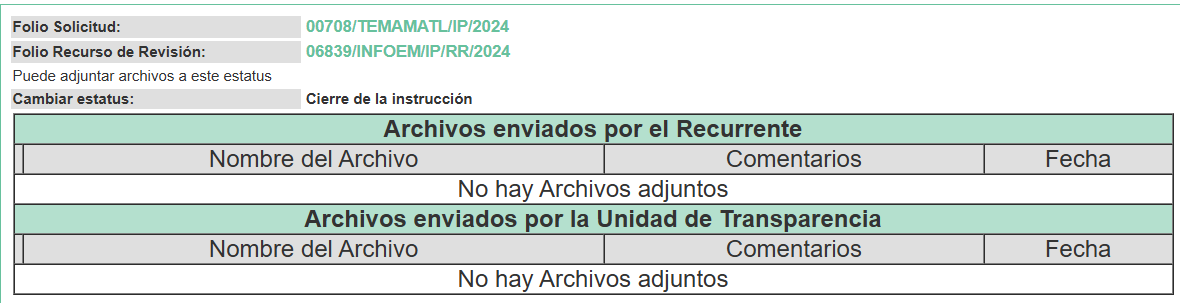 Folio Solicitud: 00708/TEMAMATL/IP/2024
Folio Recurso de Revisión: 06839/INFOEM/IP/RR/2024
Puede adjuntar archivos a este estatus
Cambiar estatus: Cierre de la instrucción
Archivos enviados por el Recurrente
Nombre del Archivo Comentarios Fecha
No hay Archivos adjuntos
Archivos enviados por la Unidad de Transparencia
Nombre del Archivo Comentarios Fecha
No hay Archivos adjuntos